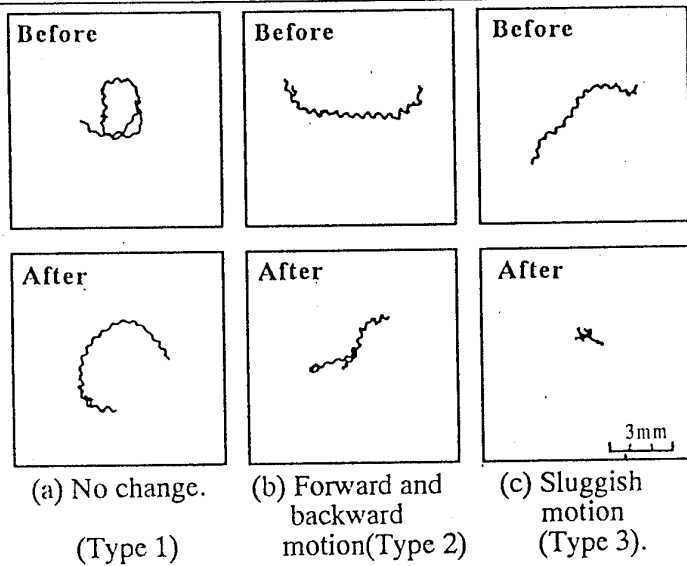 Before
Before
Before
After
After
After
3mm
(a) No change.
(Type 1)
(b) Forward and
backward
motion(Type 2)
(c) Sluggish
motion
(Type 3).